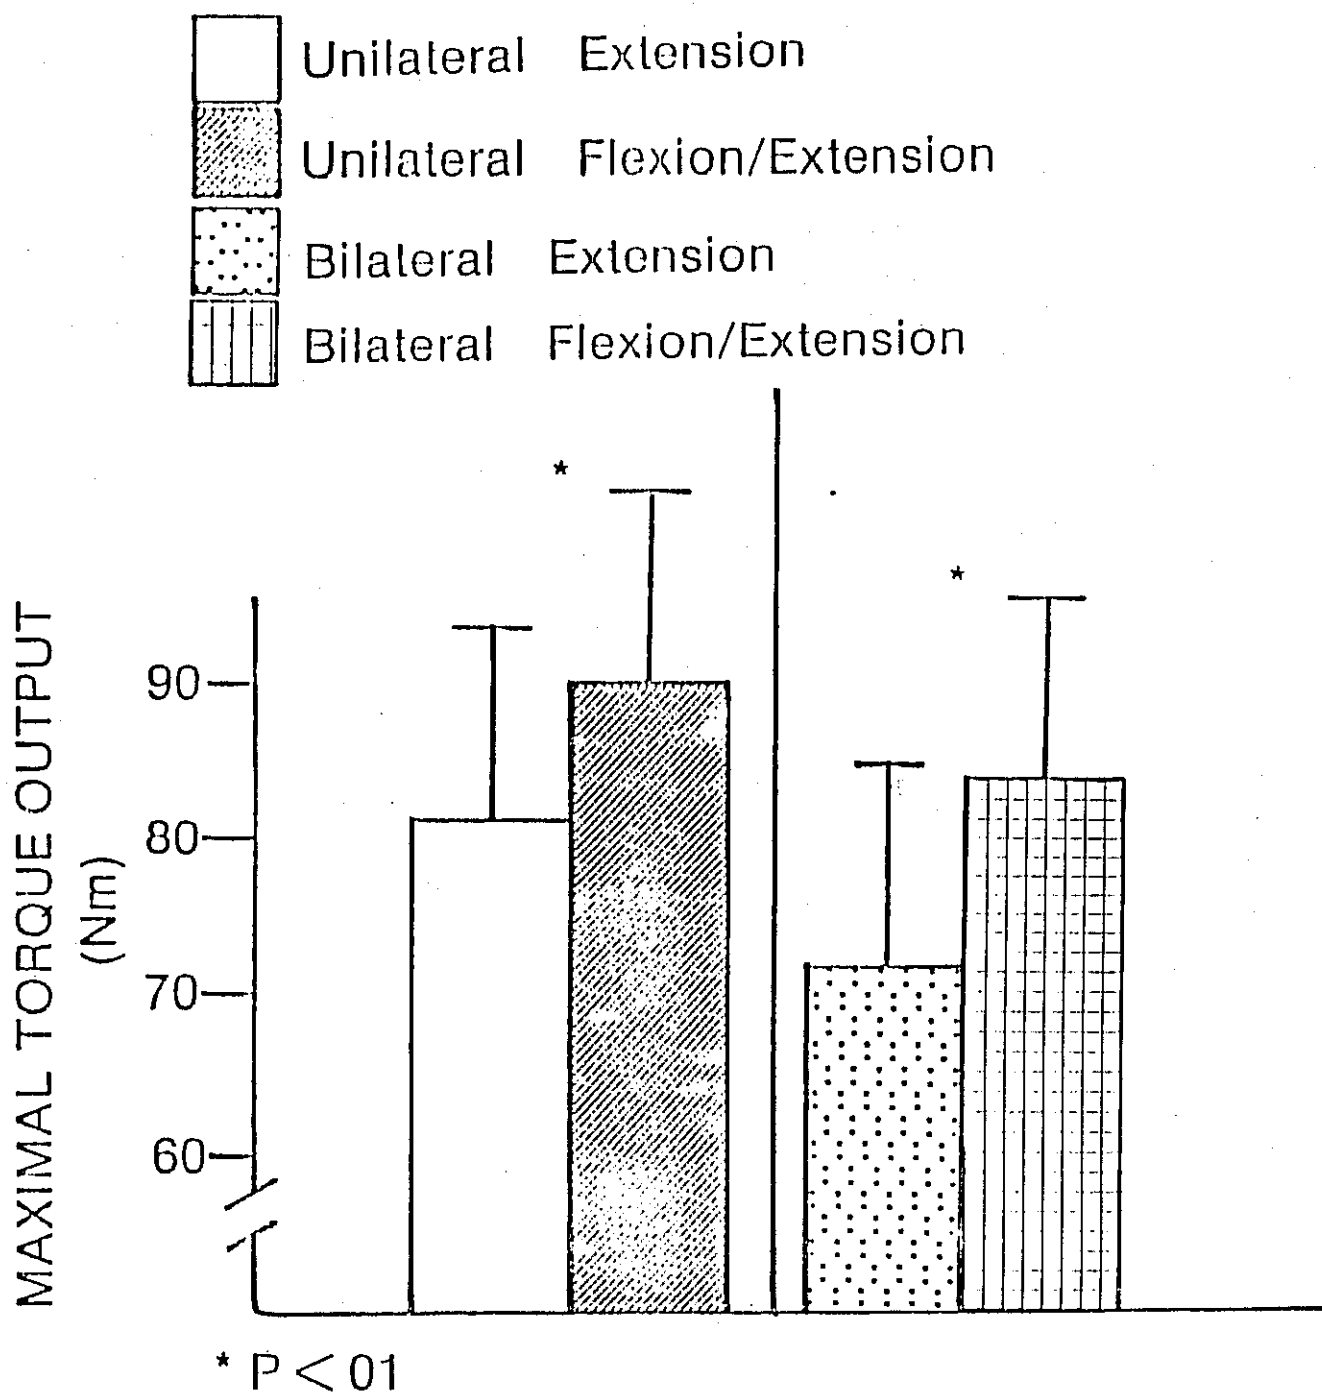 Unilateral Extension
Unilateral Flexion/Extension
Bilateral Extension
Bilateral Flexion/Extension
*
*
MAXIMAL TORQUE OUTPUT
(Nm)
90
80
70
60
* P < 01